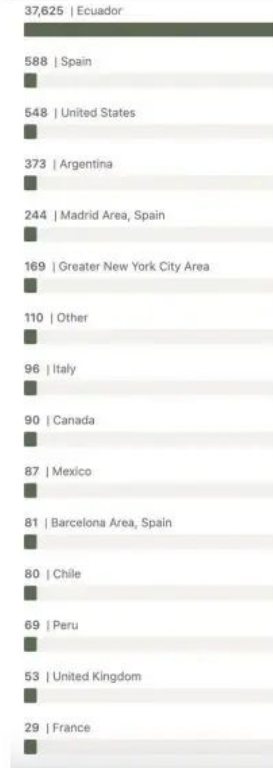 37,625 | Ecuador
588 | Spain
548 | United States
373 | Argentina
244 | Madrid Area, Spain
169 | Greater New York City Area
110 | Other
96 | Italy
90 | Canada
87 | Mexico
81 | Barcelona Area, Spain
80 | Chile
69 | Peru
53 | United Kingdom
29 | France